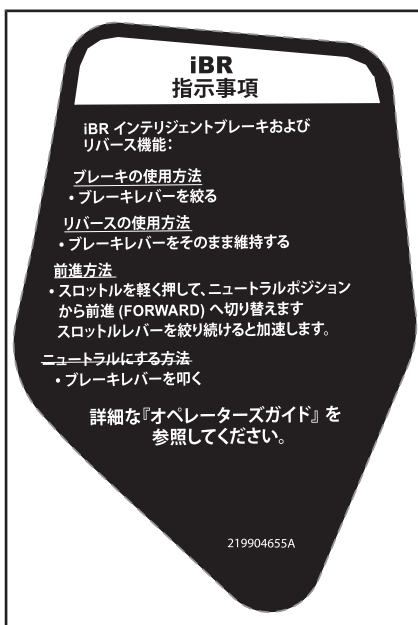 iBR
指示事項
iBR インテリジェントブレーキおよび
リバース機能：
ブレーキの使用方法
• ブレーキレバーを絞る
リバースの使用方法
• ブレーキレバーをそのまま維持する
前進方法
• スロットルを軽く押して、ニュートラルポジション
から前進 (FORWARD) へ切り替えます
スロットルレバーを絞り続けると加速します。
ニュートラルにする方法
• ブレーキレバーを叩く
詳細な『オペレーターズガイド』を
参照してください。
219904655A